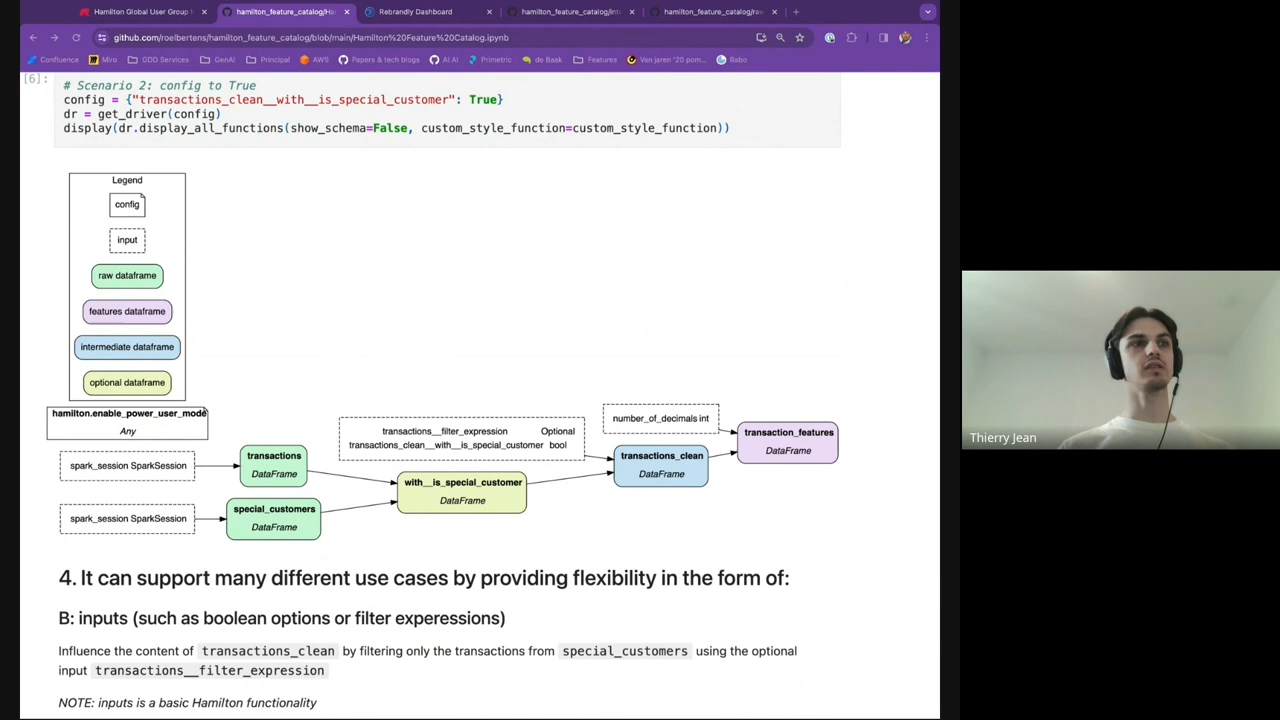 Hamilton Global User Group M
hamilton_feature_catalog/Ha
Rebrandly Dashboard
hamilton_feature_catalog/inte
hamilton_feature_catalog/raw
github.com/roelbertens/hamilton_feature_catalog/blob/main/Hamilton%20Feature%20Catalog.ipynb
Confluence
Miro
GDD Services
GenAI
Principal
AWS
Papers & tech blogs
AI AI
Primetric
de Baak
Features
Van jaren '20 pom...
Rabo
[6]:
# Scenario 2: config to True
config = {"transactions_clean__with__is_special_customer": True}
dr = get_driver(config)
display(dr.display_all_functions(show_schema=False, custom_style_function=custom_style_function))
Legend
config
input
raw dataframe
features dataframe
intermediate dataframe
optional dataframe
hamilton.enable_power_user_mode
Any
spark_session SparkSession
transactions
DataFrame
spark_session SparkSession
special_customers
DataFrame
transactions__filter_expression Optional
transactions_clean__with__is_special_customer bool
with__is_special_customer
DataFrame
number_of_decimals int
transactions_clean
DataFrame
transaction_features
DataFrame
4. It can support many different use cases by providing flexibility in the form of:
B: inputs (such as boolean options or filter experessions)
Influence the content of transactions_clean by filtering only the transactions from special_customers using the optional
input transactions__filter_expression
NOTE: inputs is a basic Hamilton functionality
Thierry Jean